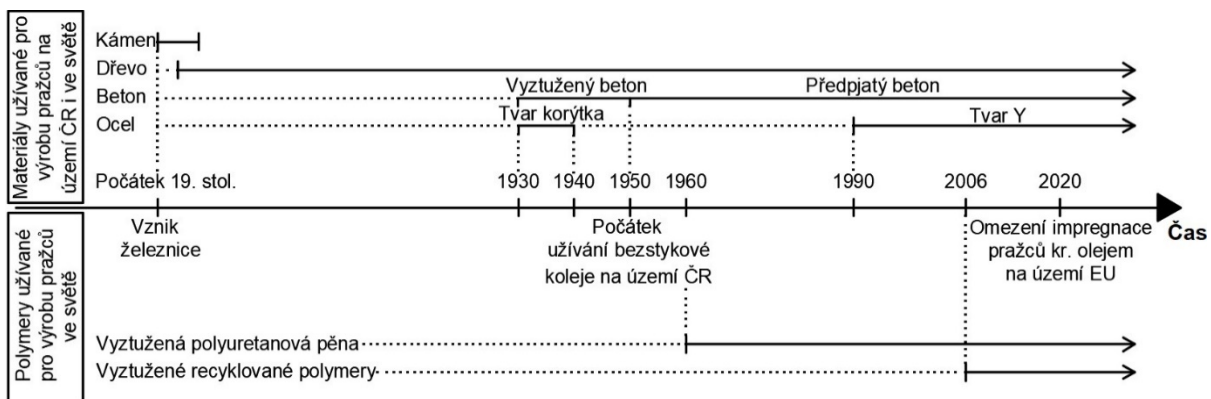 Materiály užívané pro
výrobu pražců na
území ČR i ve světě
Kámen
Dřevo
Vyztužený beton
Předpjatý beton
Beton
Tvar korýtka
Ocel
Tvar Y
Počátek 19. stol.
1930
1940
1950
1960
1990
2006
2020
Čas
Vznik
železnice
Počátek
užívání bezstykové
koleje na území ČR
Omezení impregnace
pražců kr. olejem
na území EU
Polymery užívané
pro výrobu pražců
ve světě
Vyztužená polyuretanová pěna
Vyztužené recyklované polymery